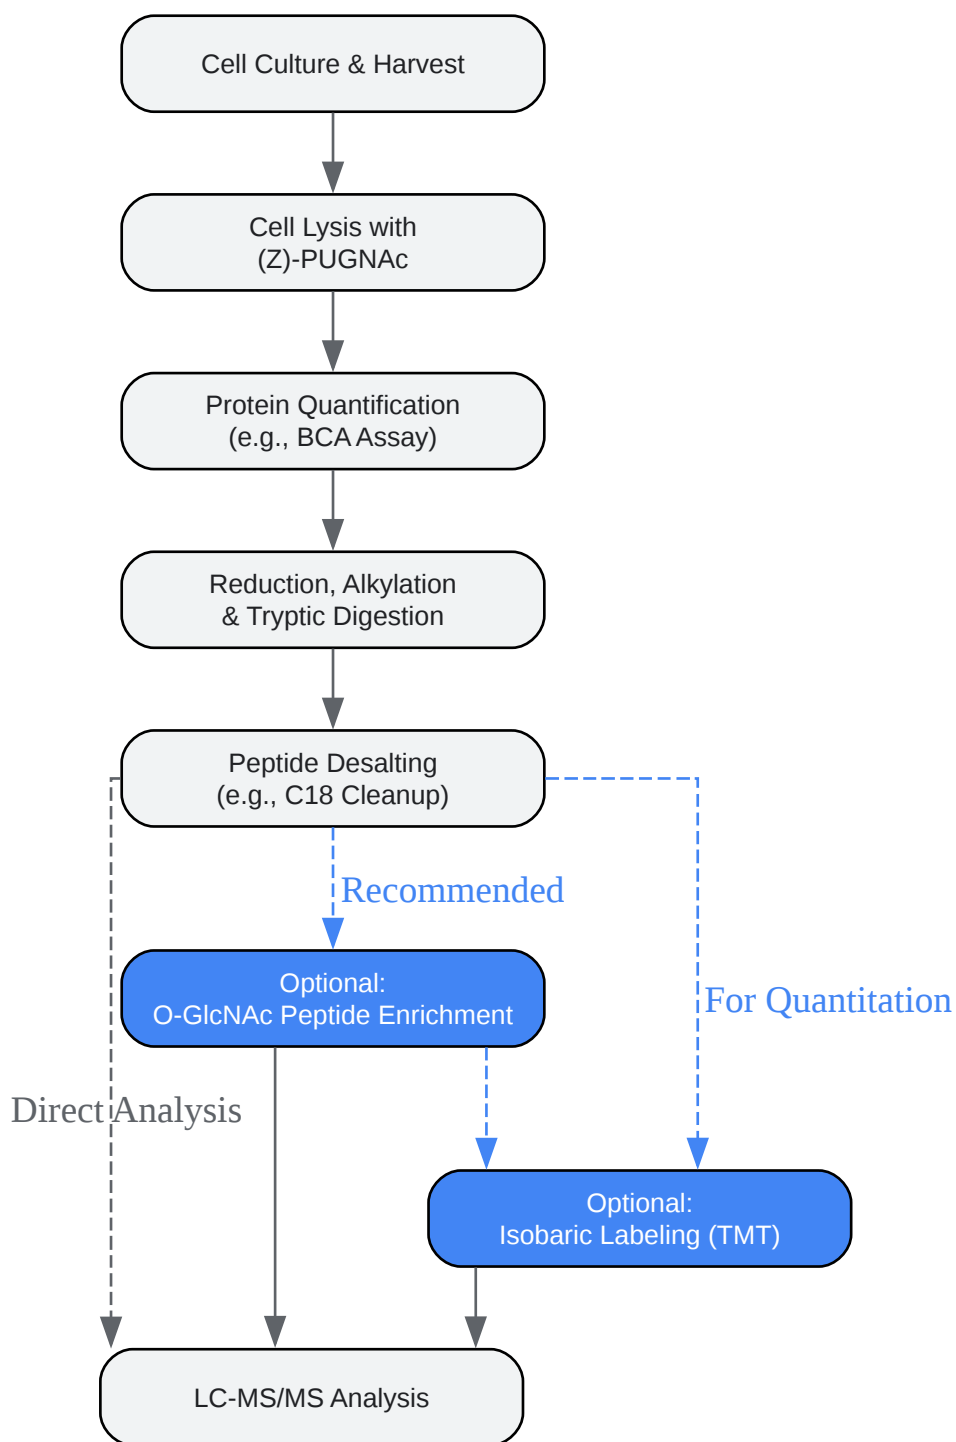 Cell Culture & Harvest
Cell Lysis with
(Z)-PUGNAc
Protein Quantification
(e.g., BCA Assay)
Reduction, Alkylation
& Tryptic Digestion
Peptide Desalting
(e.g., C18 Cleanup)
Recommended
Optional:
O-GlcNAc Peptide Enrichment
For Quantitation
Direct Analysis
Optional:
Isobaric Labeling (TMT)
LC-MS/MS Analysis